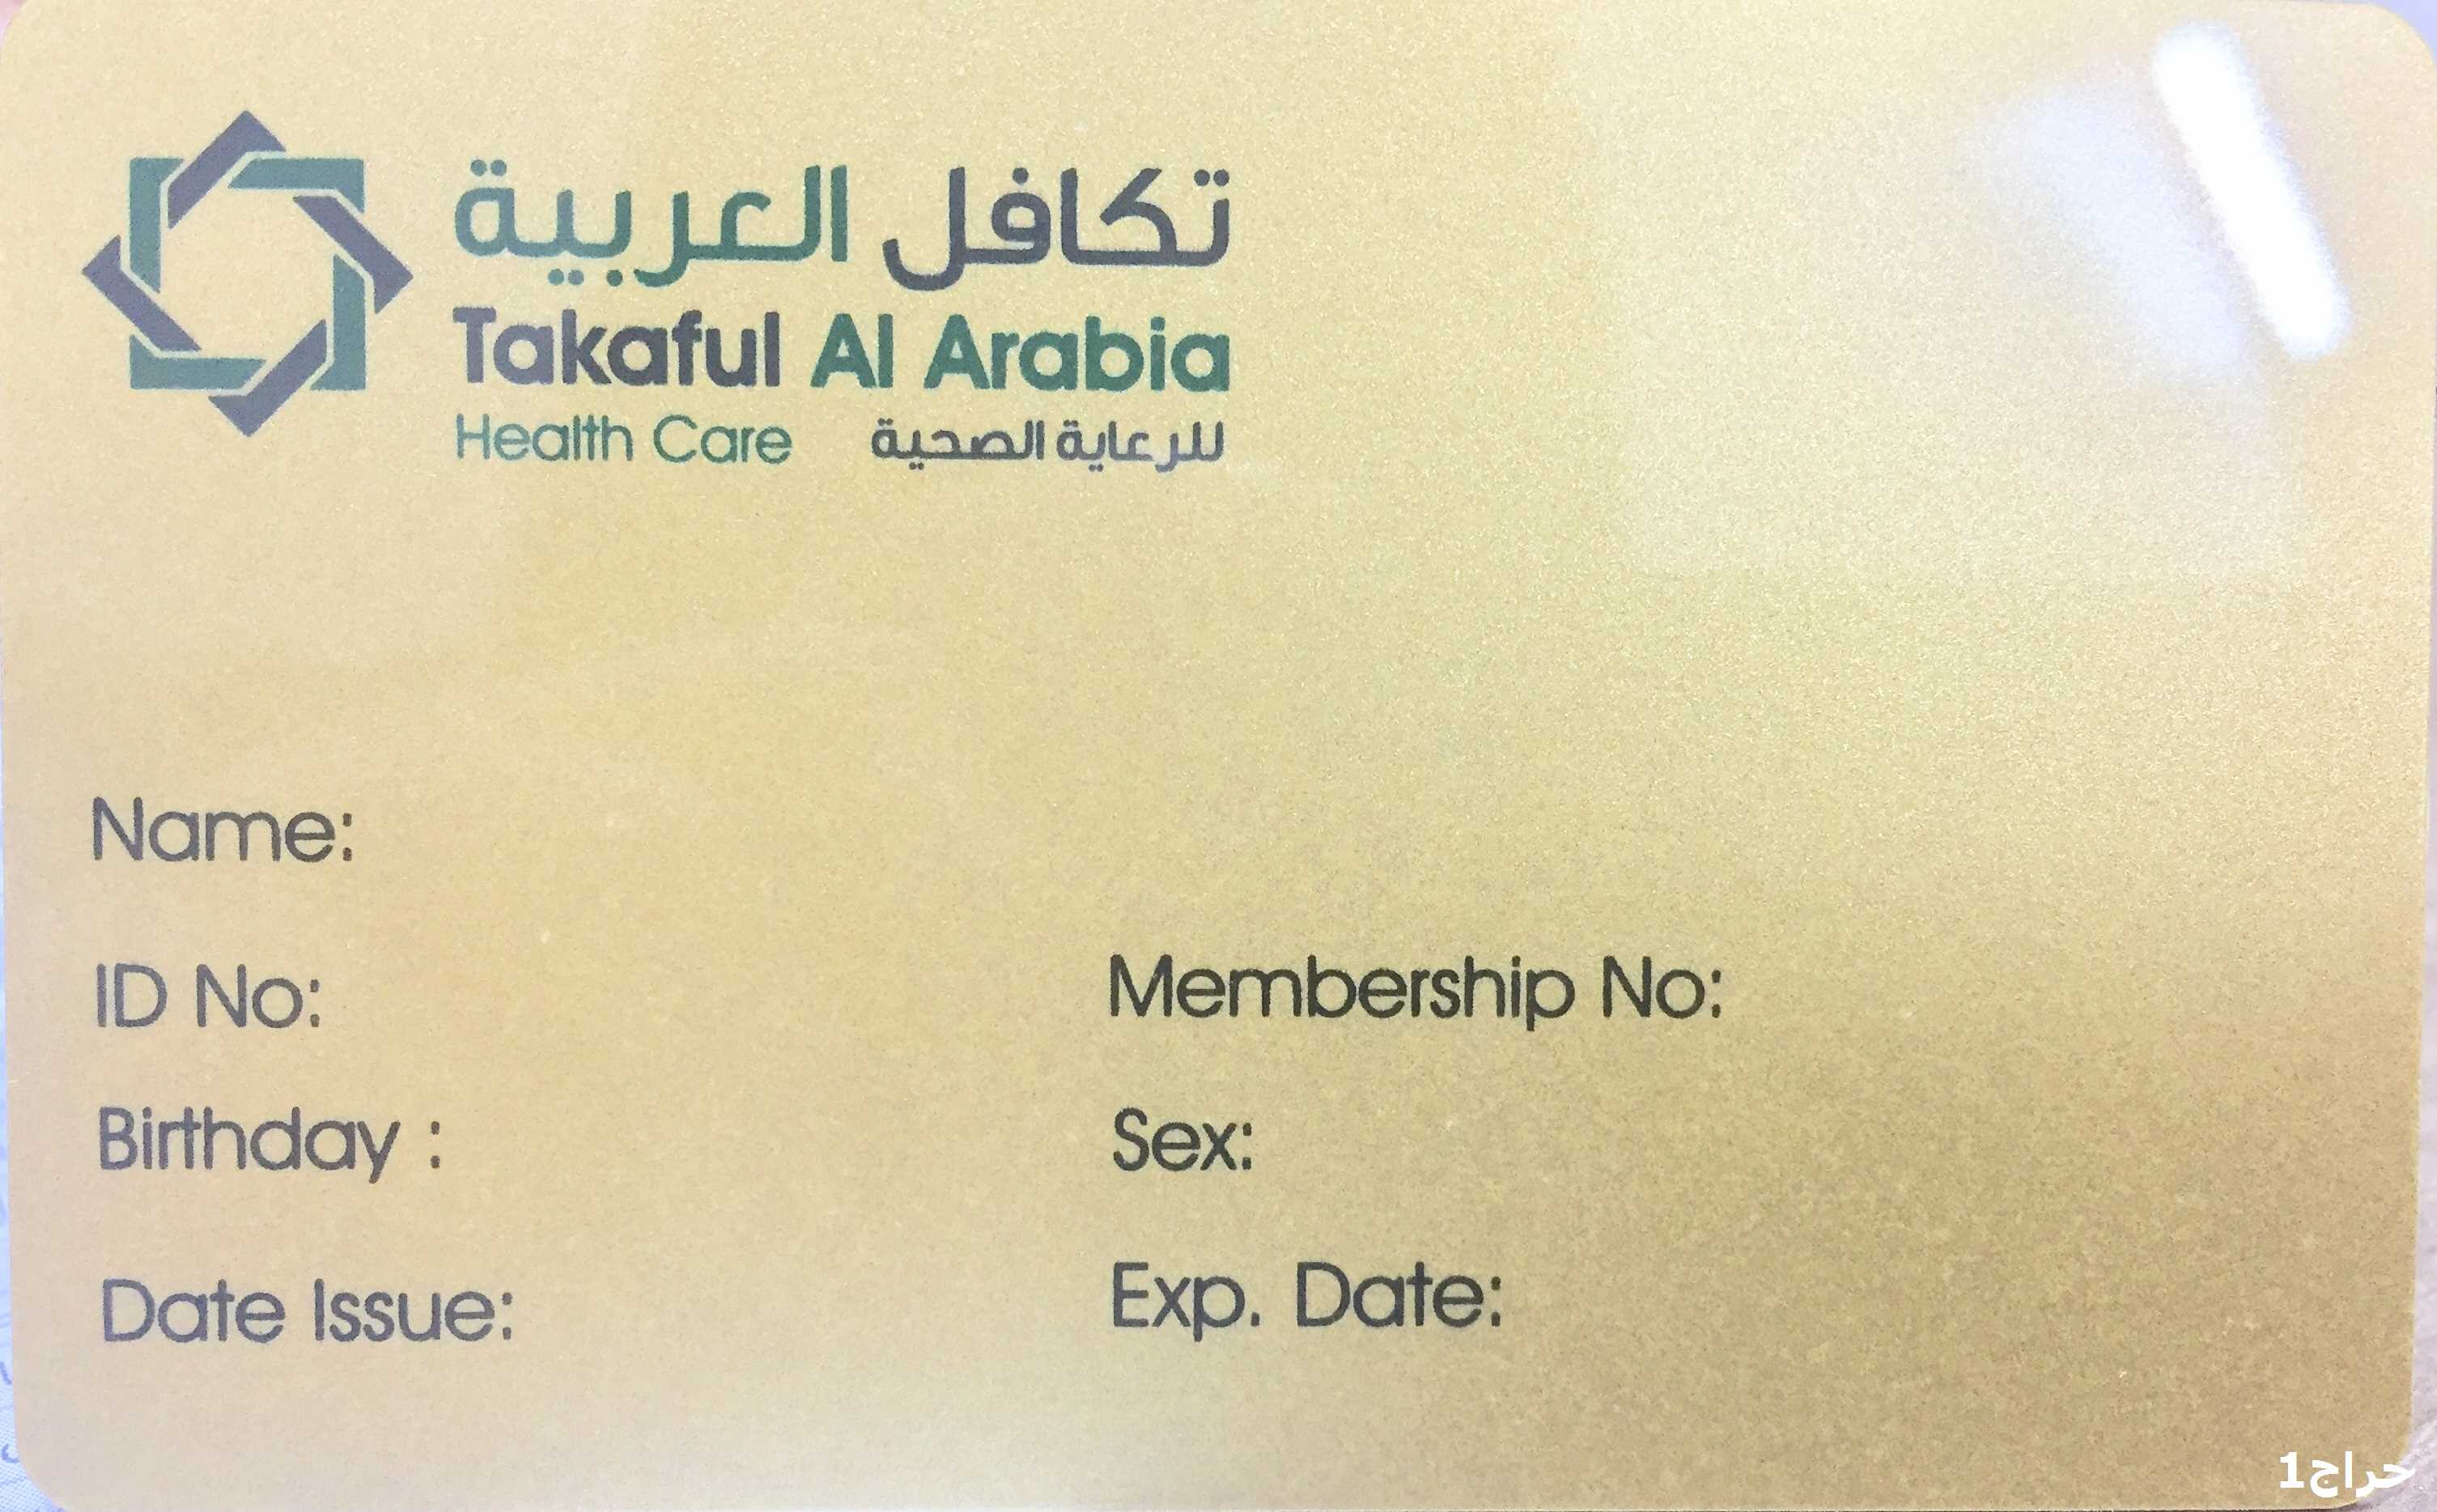 تكافل العربية
Takaful Al Arabia
Health Care للرعاية الصحية
Name:
ID No:
Membership No:
Birthday :
Sex:
Date Issue:
Exp. Date:
حراج1